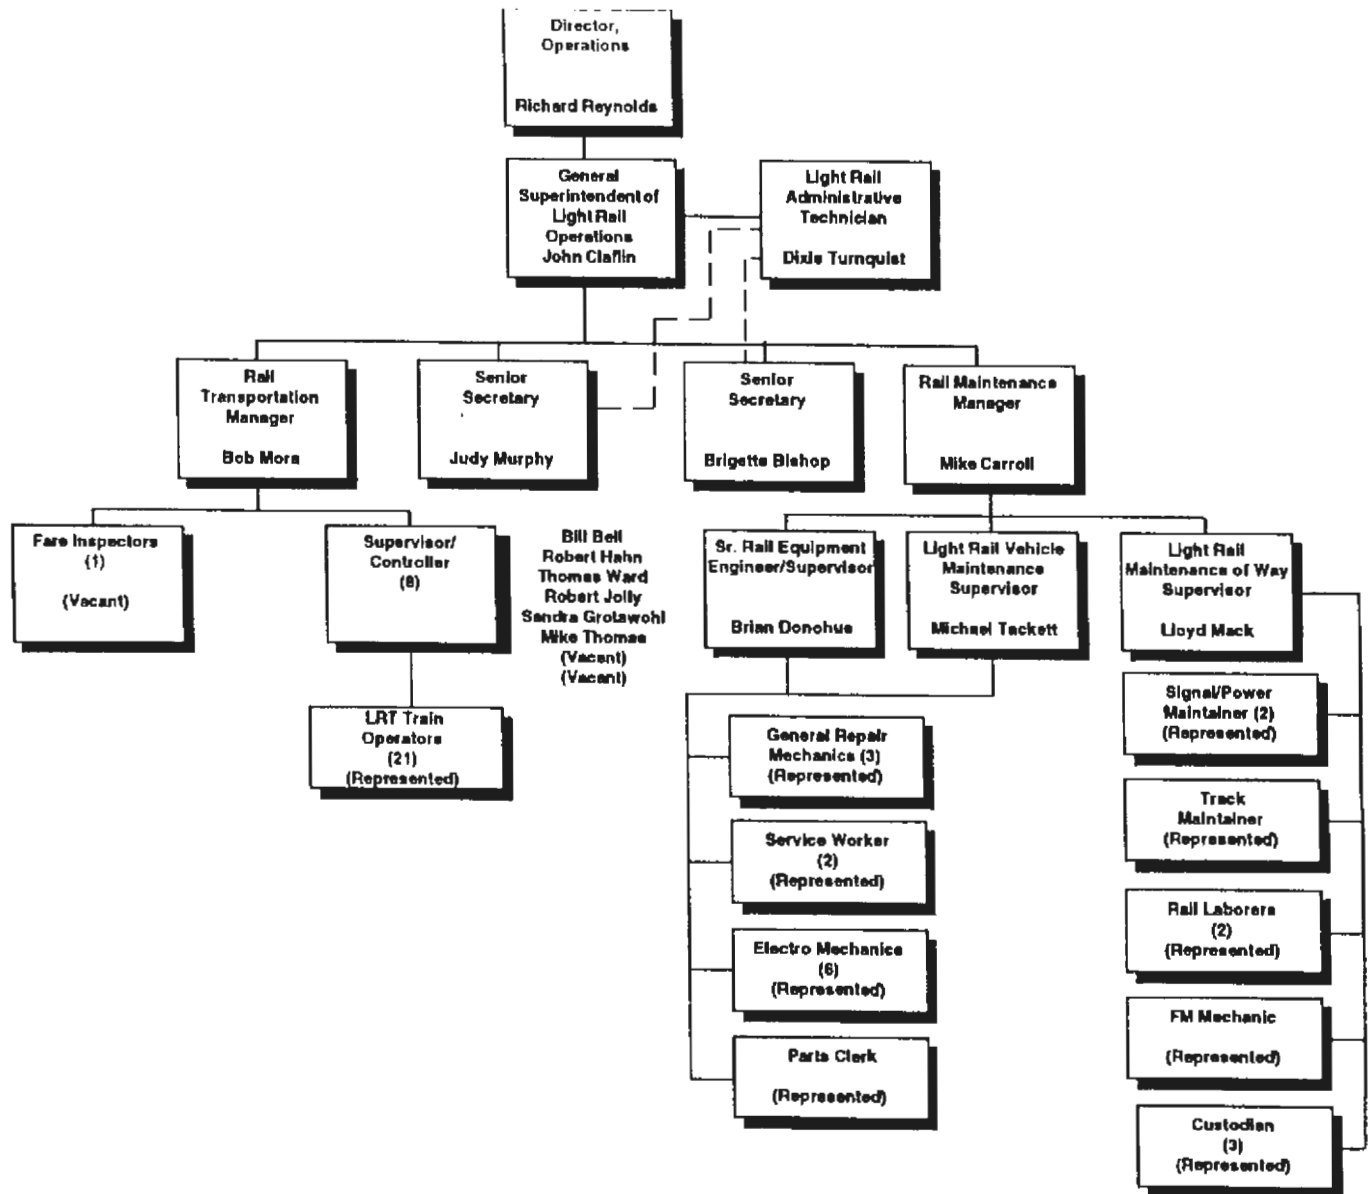 Director,
Operations
Richard Reynolds
General
Superintendent of
Light Rail
Operations
John Claflin
Light Rail
Administrative
Technician
Dixie Turnquist
Rail
Transportation
Manager
Bob Mora
Senior
Secretary
Judy Murphy
Senior
Secretary
Brigette Bishop
Rail Maintenance
Manager
Mike Carroll
Fare Inspectors
(1)
(Vacant)
Supervisor/
Controller
(8)
Bill Bell
Robert Hahn
Thomas Ward
Robert Jolly
Sandra Grotewohl
Mike Thomas
(Vacant)
(Vacant)
Sr. Rail Equipment
Engineer/Supervisor
Brian Donohue
Light Rail Vehicle
Maintenance
Supervisor
Michael Tackett
Light Rail
Maintenance of Way
Supervisor
Lloyd Mack
LRT Train
Operators
(21)
(Represented)
General Repair
Mechanics (3)
(Represented)
Service Worker
(2)
(Represented)
Electro Mechanics
(6)
(Represented)
Parts Clerk
(Represented)
Signal/Power
Maintainer (2)
(Represented)
Track
Maintainer
(Represented)
Rail Laborers
(2)
(Represented)
FM Mechanic
(Represented)
Custodian
(3)
(Represented)